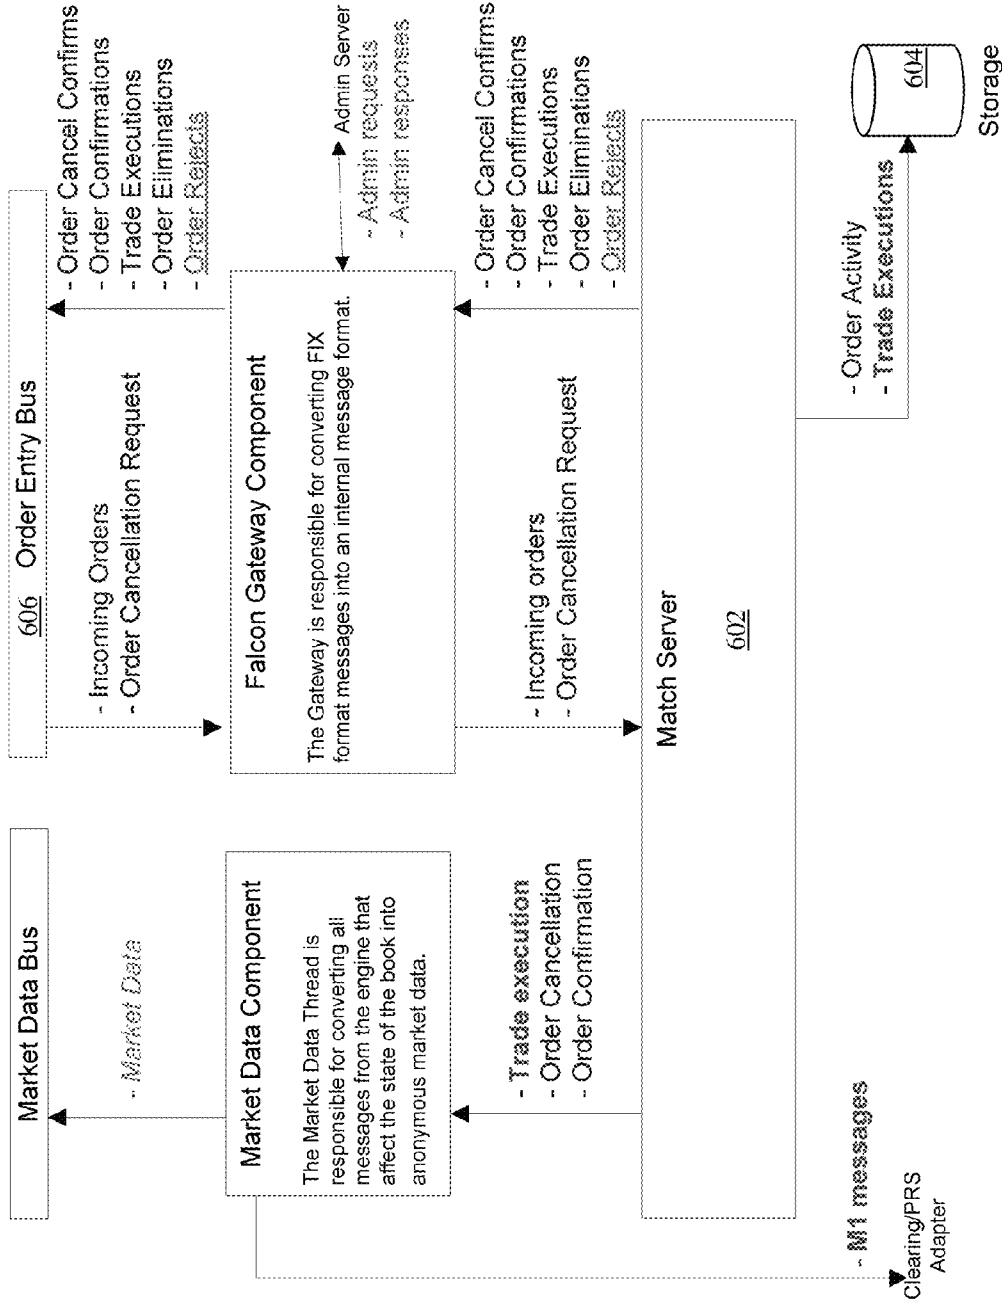 Market Data Bus
606 Order Entry Bus
- Market Data
- Incoming Orders
- Order Cancellation Request
- Order Cancel Confirms
- Order Confirmations
- Trade Executions
- Order Eliminations
- Order Rejects
Market Data Component
The Market Data Thread is
responsible for converting all
messages from the engine that
affect the state of the book into
anonymous market data.
Falcon Gateway Component
The Gateway is responsible for converting FIX
format messages into an internal message format.
Admin Server
- Admin requests
- Admin responses
- Trade execution
- Order Cancellation
- Order Confirmation
- Incoming orders
- Order Cancellation Request
- Order Cancel Confirms
- Order Confirmations
- Trade Executions
- Order Eliminations
- Order Rejects
Match Server
602
- M1 messages
Clearing/PRS
Adapter
- Order Activity
- Trade Executions
604
Storage